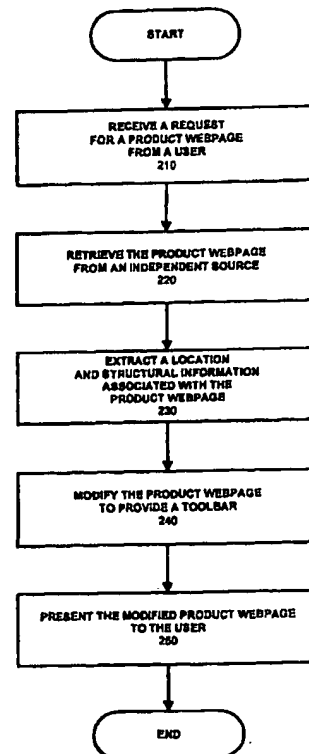 START
RECEIVE A REQUEST
FOR A PRODUCT WEBPAGE
FROM A USER
210
RETRIEVE THE PRODUCT WEBPAGE
FROM AN INDEPENDENT SOURCE
220
EXTRACT A LOCATION
AND STRUCTURAL INFORMATION
ASSOCIATED WITH THE
PRODUCT WEBPAGE
230
MODIFY THE PRODUCT WEBPAGE
TO PROVIDE A TOOLBAR
240
PRESENT THE MODIFIED PRODUCT WEBPAGE
TO THE USER
250
END